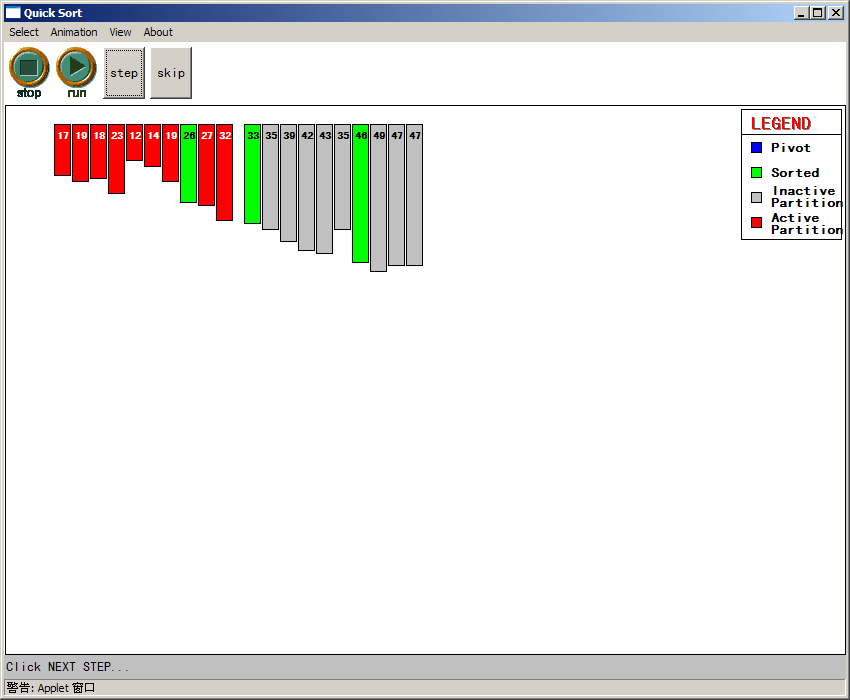 Quick Sort
Select Animation View About
stop run step skip
17 19 18 23 12 14 19 26 27 32 33 35 39 42 43 35 46 49 47 47
LEGEND
Pivot
Sorted
Inactive
Partition
Active
Partition
Click NEXT STEP...
警告: Applet 窗口